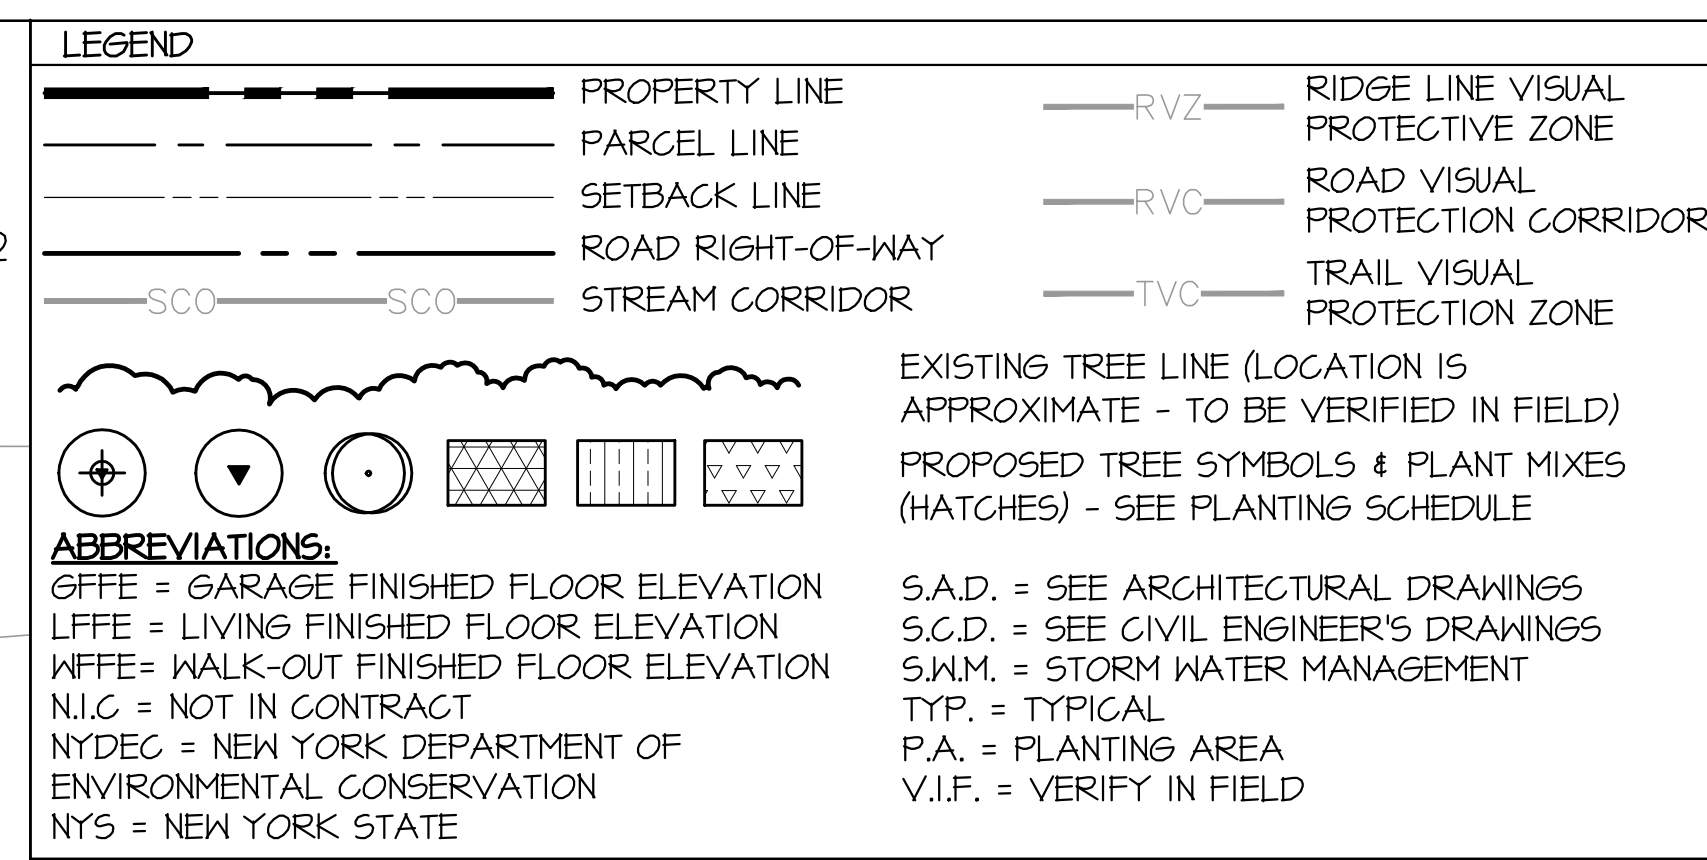 LEGEND
PROPERTY LINE
PARCEL LINE
SETBACK LINE
ROAD RIGHT-OF-WAY
SCO SCO STREAM CORRIDOR
RVZ RIDGE LINE VISUAL
PROTECTIVE ZONE
RVC ROAD VISUAL
PROTECTION CORRIDOR
TVC TRAIL VISUAL
PROTECTION ZONE
EXISTING TREE LINE (LOCATION IS
APPROXIMATE - TO BE VERIFIED IN FIELD)
PROPOSED TREE SYMBOLS & PLANT MIXES
(HATCHES) - SEE PLANTING SCHEDULE
ABBREVIATIONS:
GFFE = GARAGE FINISHED FLOOR ELEVATION
LFFE = LIVING FINISHED FLOOR ELEVATION
WFFE= WALK-OUT FINISHED FLOOR ELEVATION
N.I.C = NOT IN CONTRACT
NYDEC = NEW YORK DEPARTMENT OF
ENVIRONMENTAL CONSERVATION
NYS = NEW YORK STATE
S.A.D. = SEE ARCHITECTURAL DRAWINGS
S.C.D. = SEE CIVIL ENGINEER'S DRAWINGS
S.W.M. = STORM WATER MANAGEMENT
TYP. = TYPICAL
P.A. = PLANTING AREA
V.I.F. = VERIFY IN FIELD